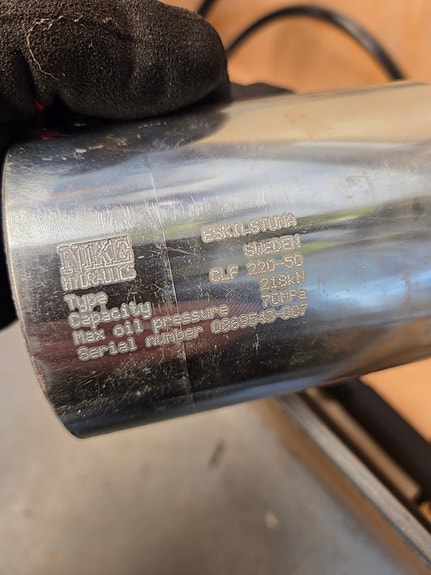 NIKE
HYDRAULICS
ESKILSTUNA
SWEDEN
Type CLF 220-50
Capacity 218kN
Max oil pressure 70MPa
Serial number